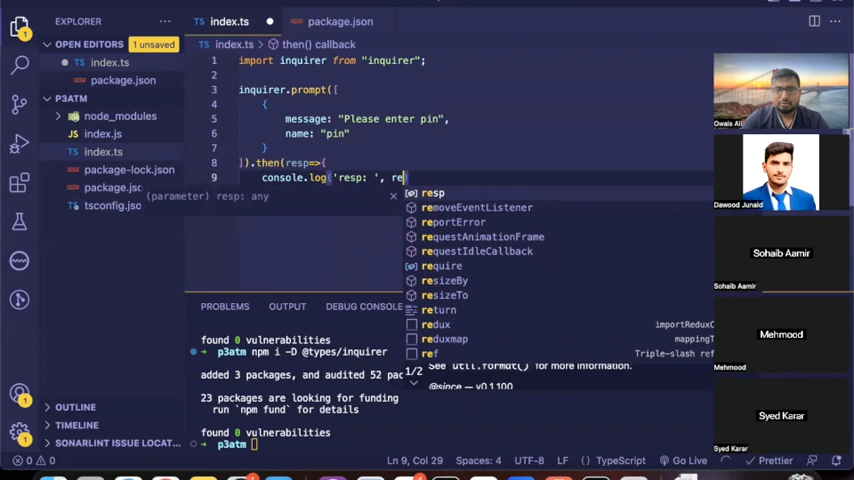 EXPLORER
index.ts
package.json
OPEN EDITORS
1 unsaved
TS index.ts > then() callback
TS index.ts
package.json
P3ATM
node_modules
index.js
index.ts
package-lock.json
package.jsc
tsconfig.jsc
1 import inquirer from "inquirer";
2
3 inquirer.prompt([
4 {
5 message: "Please enter pin",
6 name: "pin"
7 }
8 ]).then(resp=>{
9 console.log('resp: ', re)
(parameter) resp: any
resp
removeEventListener
reportError
requestAnimationFrame
requestIdleCallback
require
resizeBy
resizeTo
return
redux
reduxmap
mappingT
ref
Triple-slash ref
1/2
See util.format() for more information.
@since — v0.1.100
PROBLEMS
OUTPUT
DEBUG CONSOLE
found 0 vulnerabilities
→ p3atm npm i -D @types/inquirer
added 3 packages, and audited 52 pac
23 packages are looking for funding
run `npm fund` for details
found 0 vulnerabilities
→ p3atm
OUTLINE
TIMELINE
SONARLINT ISSUE LOCAT...
Owais Ali
Dawood Junaid
Sohaib Aamir
Sohaib Aamir
Mehmood
Mehmood
Syed Karar
Syed Karar
0 0
Ln 9, Col 29
Spaces: 4
UTF-8
LF
{} TypeScript
Go Live
Prettier